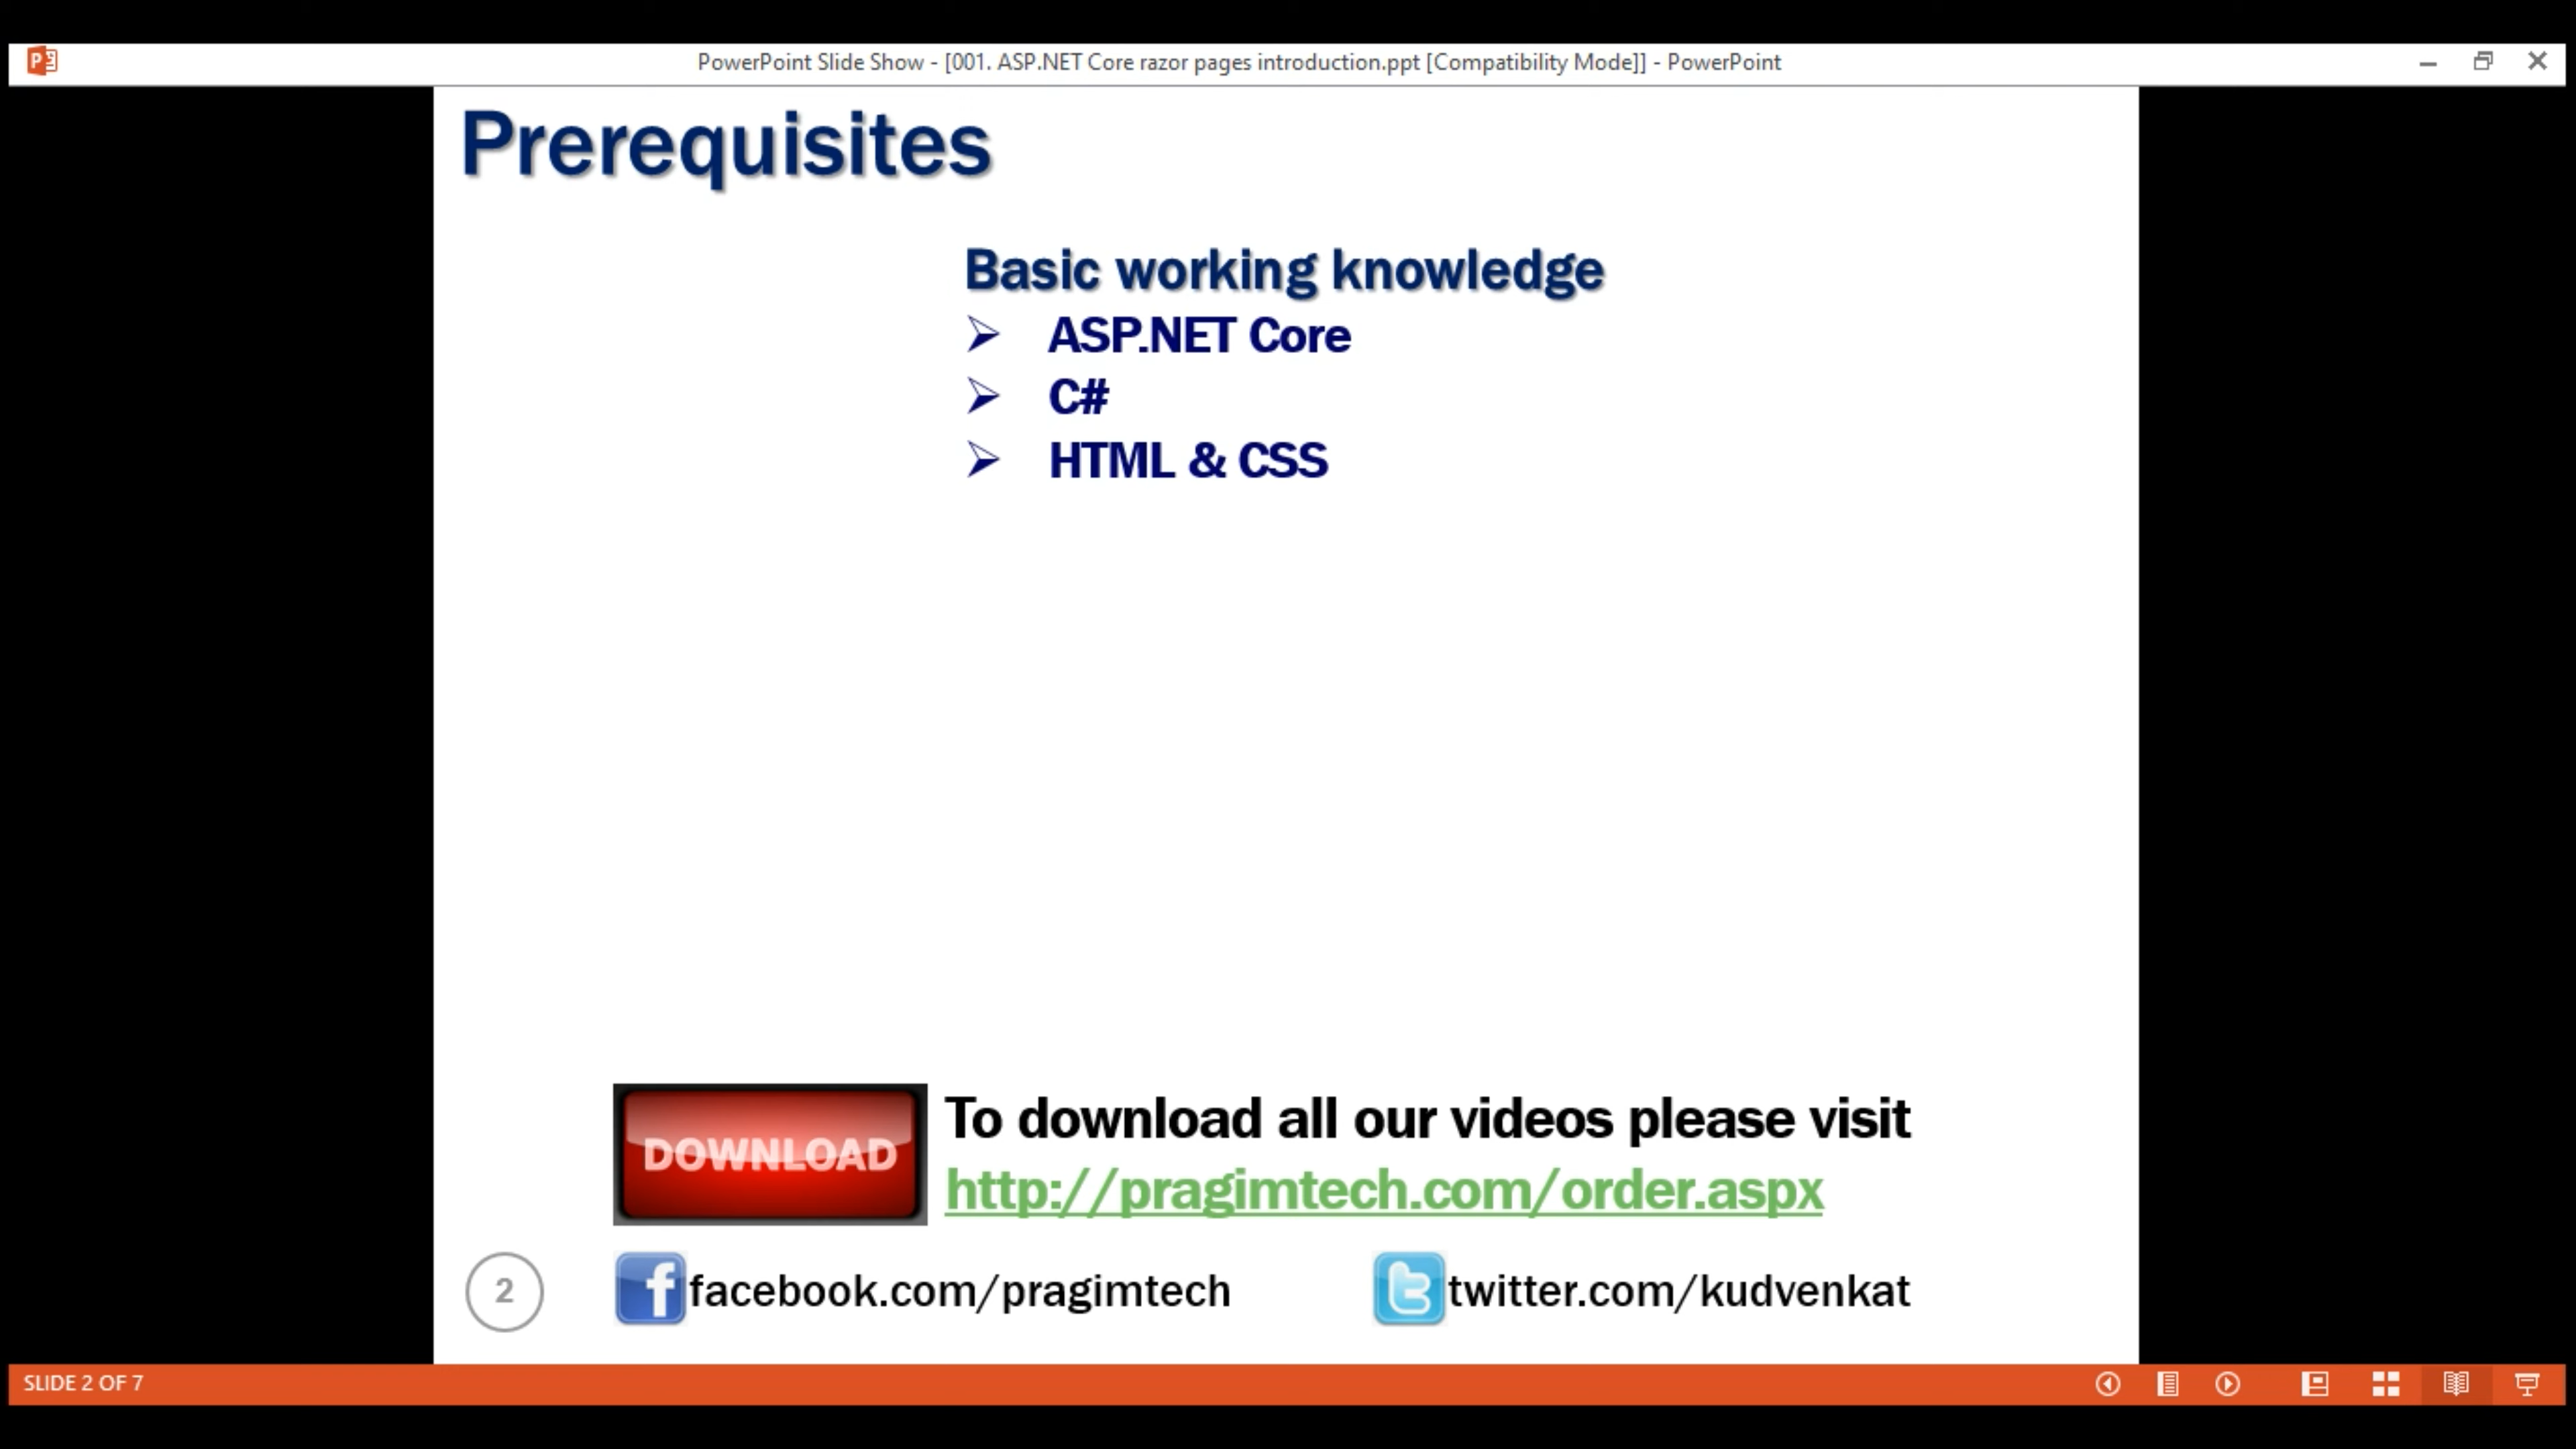 PowerPoint Slide Show - [001. ASP.NET Core razor pages introduction.ppt [Compatibility Mode]] - PowerPoint
Prerequisites
Basic working knowledge
ASP.NET Core
C#
HTML & CSS
DOWNLOAD
To download all our videos please visit
http://pragimtech.com/order.aspx
2
facebook.com/pragimtech
twitter.com/kudvenkat
SLIDE 2 OF 7